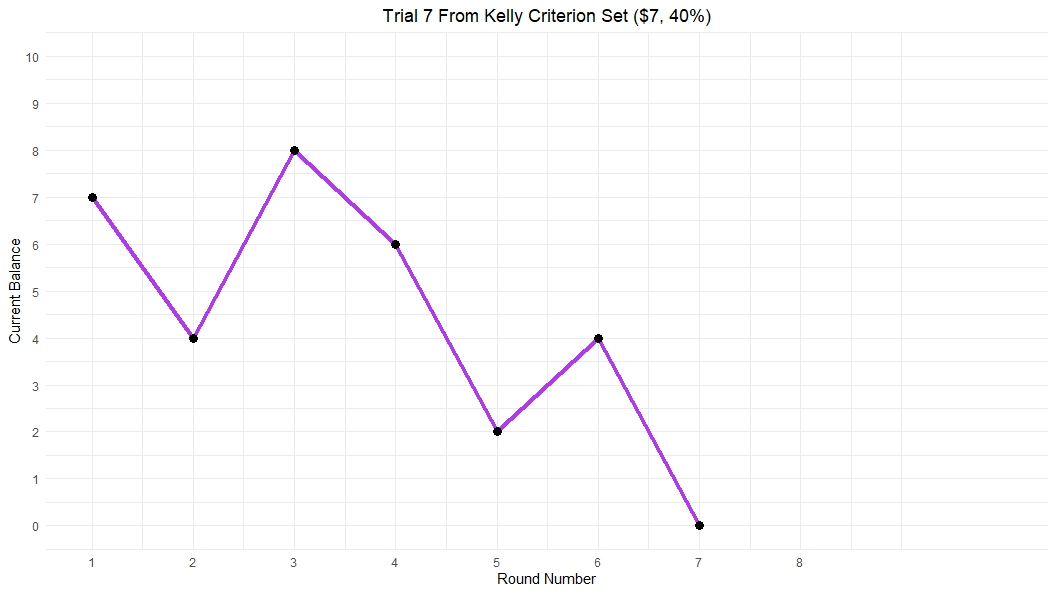 Trial 7 From Kelly Criterion Set ($7, 40%)
Current Balance
10
9
8
7
6
5
4
3
2
1
0
1 2 3 4 5 6 7 8
Round Number